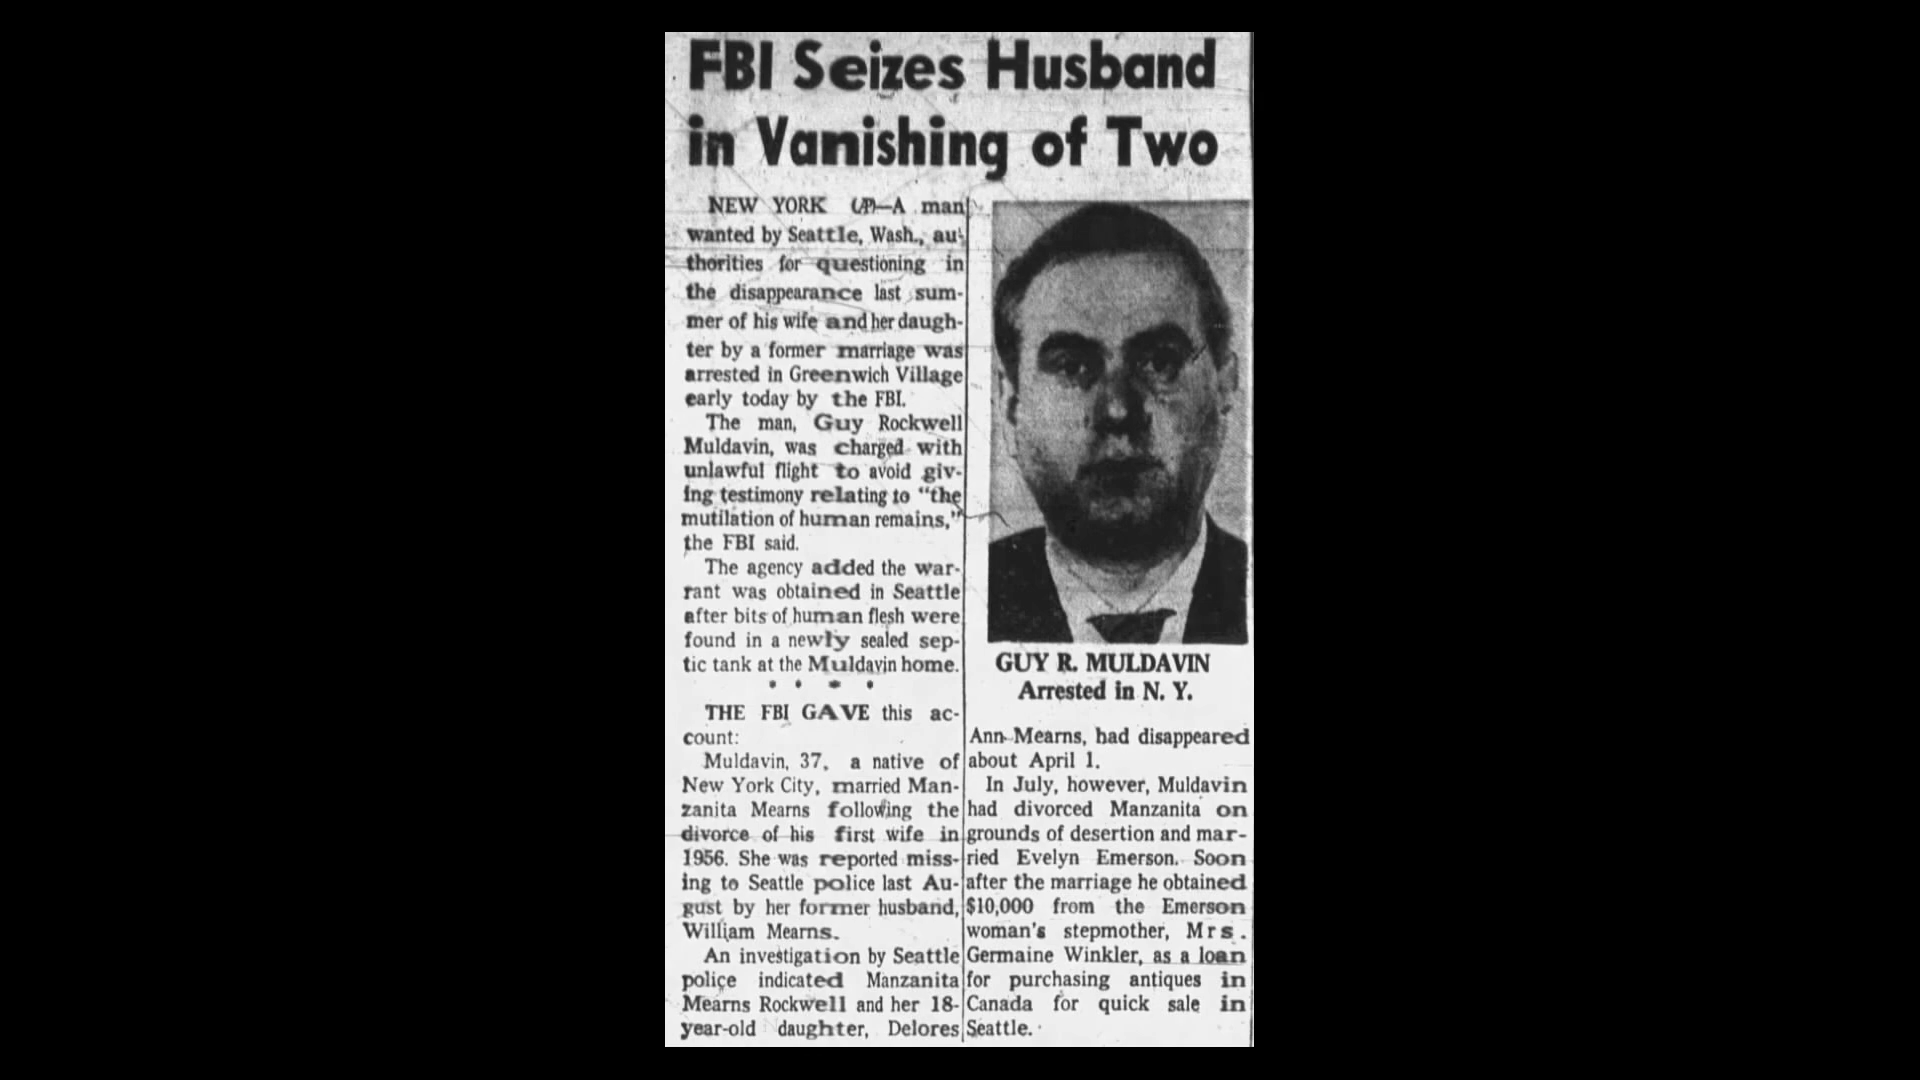 FBI Seizes Husband
in Vanishing of Two
NEW YORK (AP)—A man
wanted by Seattle, Wash., au-
thorities for questioning in
the disappearance last sum-
mer of his wife and her daugh-
ter by a former marriage was
arrested in Greenwich Village
early today by the FBI.
The man, Guy Rockwell
Muldavin, was charged with
unlawful flight to avoid giv-
ing testimony relating to "the
mutilation of human remains,"
the FBI said.
The agency added the war-
rant was obtained in Seattle
after bits of human flesh were
found in a newly sealed sep-
tic tank at the Muldavin home.
* * * *
THE FBI GAVE this ac-
count:
Muldavin, 37, a native of
New York City, married Man-
zanita Mearns following the
divorce of his first wife in
1956. She was reported miss-
ing to Seattle police last Au-
gust by her former husband,
William Mearns.
An investigation by Seattle
police indicated Manzanita
Mearns Rockwell and her 18-
year-old daughter, Delores
GUY R. MULDAVIN
Arrested in N. Y.
Ann Mearns, had disappeared
about April 1.
In July, however, Muldavin
had divorced Manzanita on
grounds of desertion and mar-
ried Evelyn Emerson. Soon
after the marriage he obtained
$10,000 from the Emerson
woman's stepmother, Mrs.
Germaine Winkler, as a loan
for purchasing antiques in
Canada for quick sale in
Seattle.